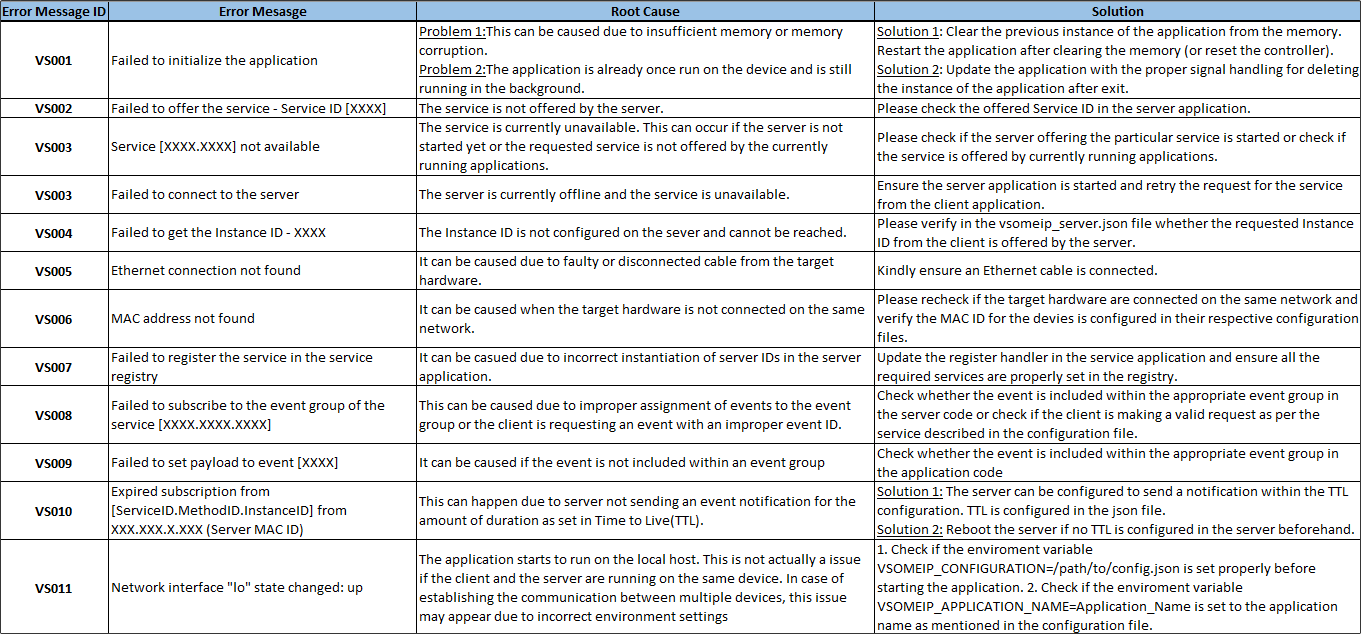 Error Message ID Error Mesasge Root Cause Solution
VS001
Failed to initialize the application
Problem 1:This can be caused due to insufficient memory or memory
corruption.
Problem 2:The application is already once run on the device and is still
running in the background.
Solution 1: Clear the previous instance of the application from the memory.
Restart the application after clearing the memory (or reset the controller).
Solution 2: Update the application with the proper signal handling for deleting
the instance of the application after exit.
VS002
Failed to offer the service - Service ID [XXXX]
The service is not offered by the server.
Please check the offered Service ID in the server application.
VS003
Service [XXXX.XXXX] not available
The service is currently unavailable. This can occur if the server is not
started yet or the requested service is not offered by the currently
running applications.
Please check if the server offering the particular service is started or check if
the service is offered by currently running applications.
VS003
Failed to connect to the server
The server is currently offline and the service is unavailable.
Ensure the server application is started and retry the request for the service
from the client application.
VS004
Failed to get the Instance ID - XXXX
The Instance ID is not configured on the sever and cannot be reached.
Please verify in the vsomeip_server.json file whether the requested Instance
ID from the client is offered by the server.
VS005
Ethernet connection not found
It can be caused due to faulty or disconnected cable from the target
hardware.
Kindly ensure an Ethernet cable is connected.
VS006
MAC address not found
It can be caused when the target hardware is not connected on the same
network.
Please recheck if the target hardware are connected on the same network and
verify the MAC ID for the devies is configured in their respective configuration
files.
VS007
Failed to register the service in the service
registry
It can be casued due to incorrect instantiation of server IDs in the server
application.
Update the register handler in the service application and ensure all the
required services are properly set in the registry.
VS008
Failed to subscribe to the event group of the
service [XXXX.XXXX.XXXX]
This can be caused due to improper assignment of events to the event
group or the client is requesting an event with an improper event ID.
Check whether the event is included within the appropriate event group in
the server code or check if the client is making a valid request as per the
service described in the configuration file.
VS009
Failed to set payload to event [XXXX]
It can be caused if the event is not included within an event group
Check whether the event is included within the appropriate event group in
the application code
VS010
Expired subscription from
[ServiceID.MethodID.InstanceID] from
XXX.XXX.X.XXX (Server MAC ID)
This can happen due to server not sending an event notification for the
amount of duration as set in Time to Live(TTL).
Solution 1: The server can be configured to send a notification within the TTL
configuration. TTL is configured in the json file.
Solution 2: Reboot the server if no TTL is configured in the server beforehand.
VS011
Network interface "lo" state changed: up
The application starts to run on the local host. This is not actually a issue
if the client and the server are running on the same device. In case of
establishing the communication between multiple devices, this issue
may appear due to incorrect environment settings
1. Check if the enviroment variable
VSOMEIP_CONFIGURATION=/path/to/config.json is set properly before
starting the application. 2. Check if the enviroment variable
VSOMEIP_APPLICATION_NAME=Application_Name is set to the application
name as mentioned in the configuration file.